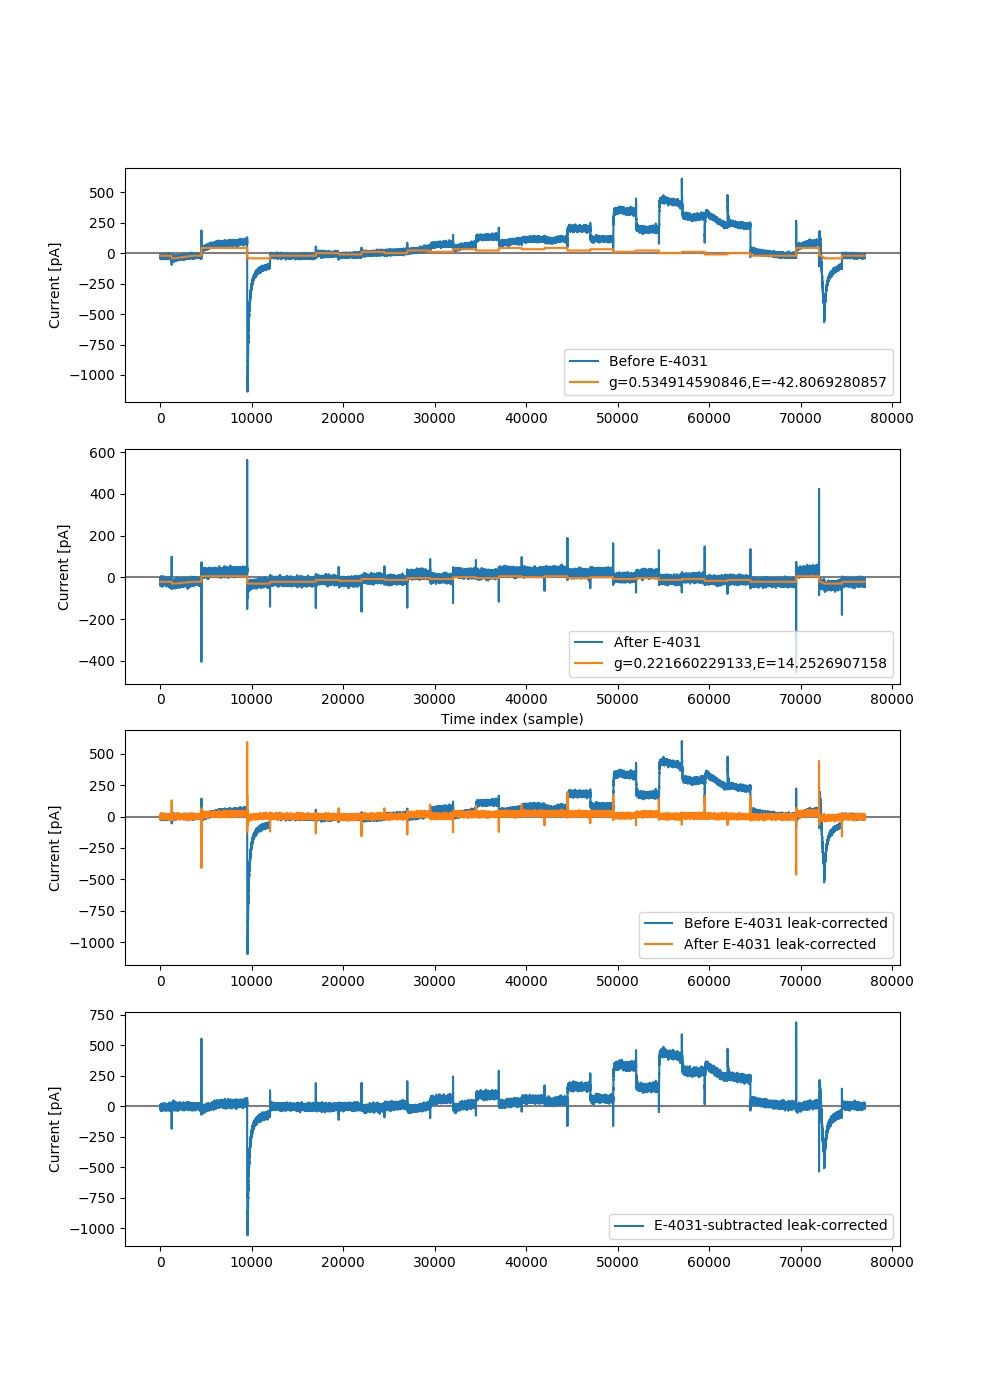 500
250
0
−250
−500
−750
−1000
Current [pA]
Before E-4031
g=0.534914590846,E=-42.8069280857
0 10000 20000 30000 40000 50000 60000 70000 80000
600
400
200
0
−200
−400
Current [pA]
After E-4031
g=0.221660229133,E=14.2526907158
0 10000 20000 30000 40000 50000 60000 70000 80000
Time index (sample)
500
250
0
−250
−500
−750
−1000
Current [pA]
Before E-4031 leak-corrected
After E-4031 leak-corrected
0 10000 20000 30000 40000 50000 60000 70000 80000
750
500
250
0
−250
−500
−750
−1000
Current [pA]
E-4031-subtracted leak-corrected
0 10000 20000 30000 40000 50000 60000 70000 80000